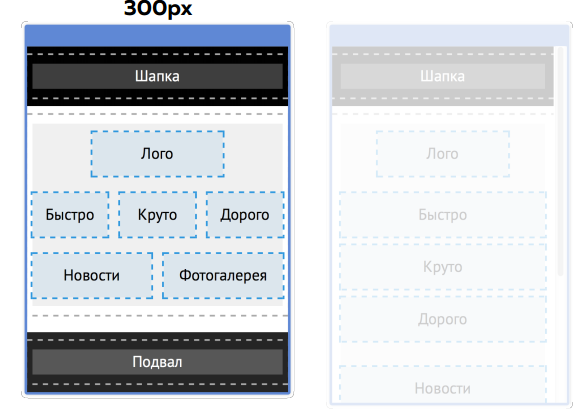 300px
Шапка
Лого
Быстро Круто Дорого
Новости Фотогалерея
Подвал
Шапка
Лого
Быстро
Круто
Дорого
Новости